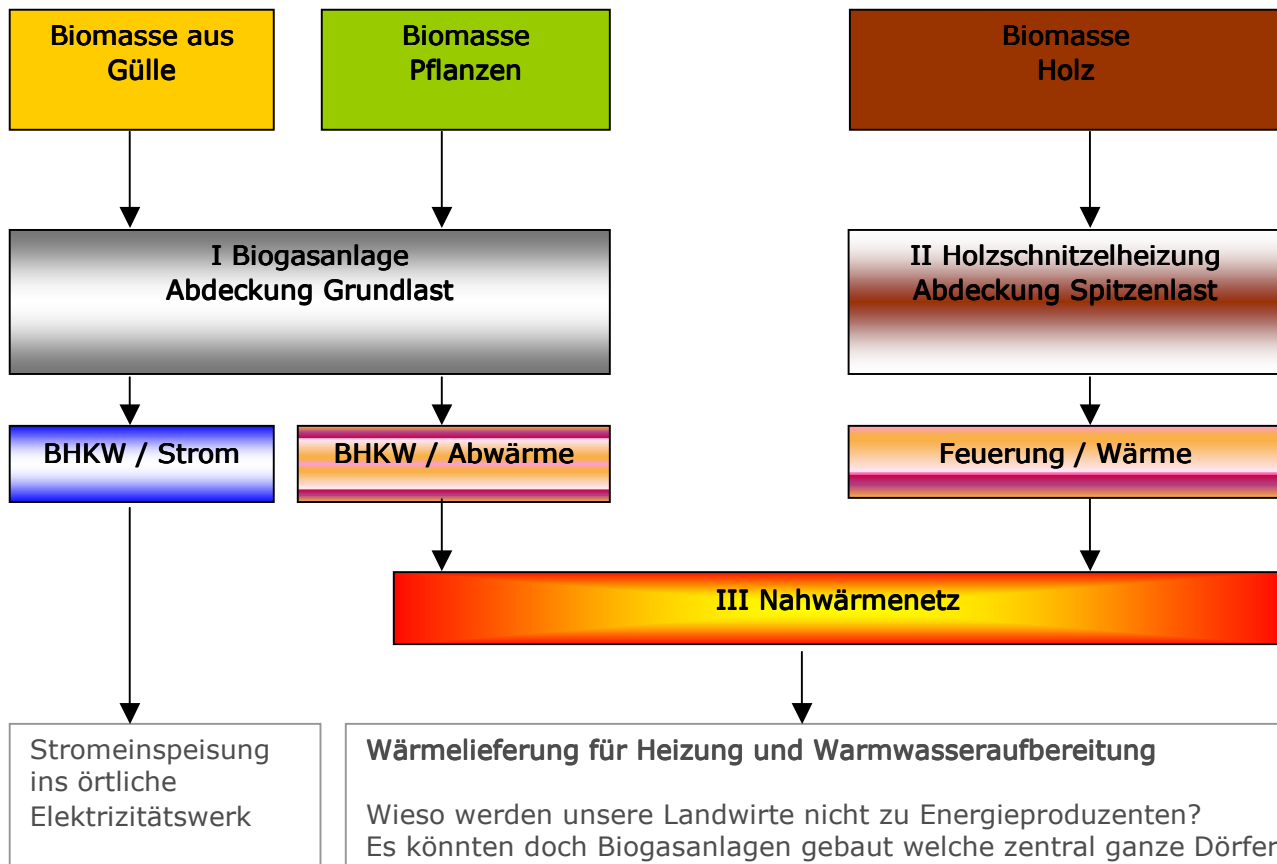 Biomasse aus
Gülle
Biomasse
Pflanzen
Biomasse
Holz
I Biogasanlage
Abdeckung Grundlast
II Holzschnitzelheizung
Abdeckung Spitzenlast
BHKW / Strom
BHKW / Abwärme
Feuerung / Wärme
III Nahwärmenetz
Stromeinspeisung
ins örtliche
Elektrizitätswerk
Wärmelieferung für Heizung und Warmwasseraufbereitung
Wieso werden unsere Landwirte nicht zu Energieproduzenten?
Es könnten doch Biogasanlagen gebaut welche zentral ganze Dörfer